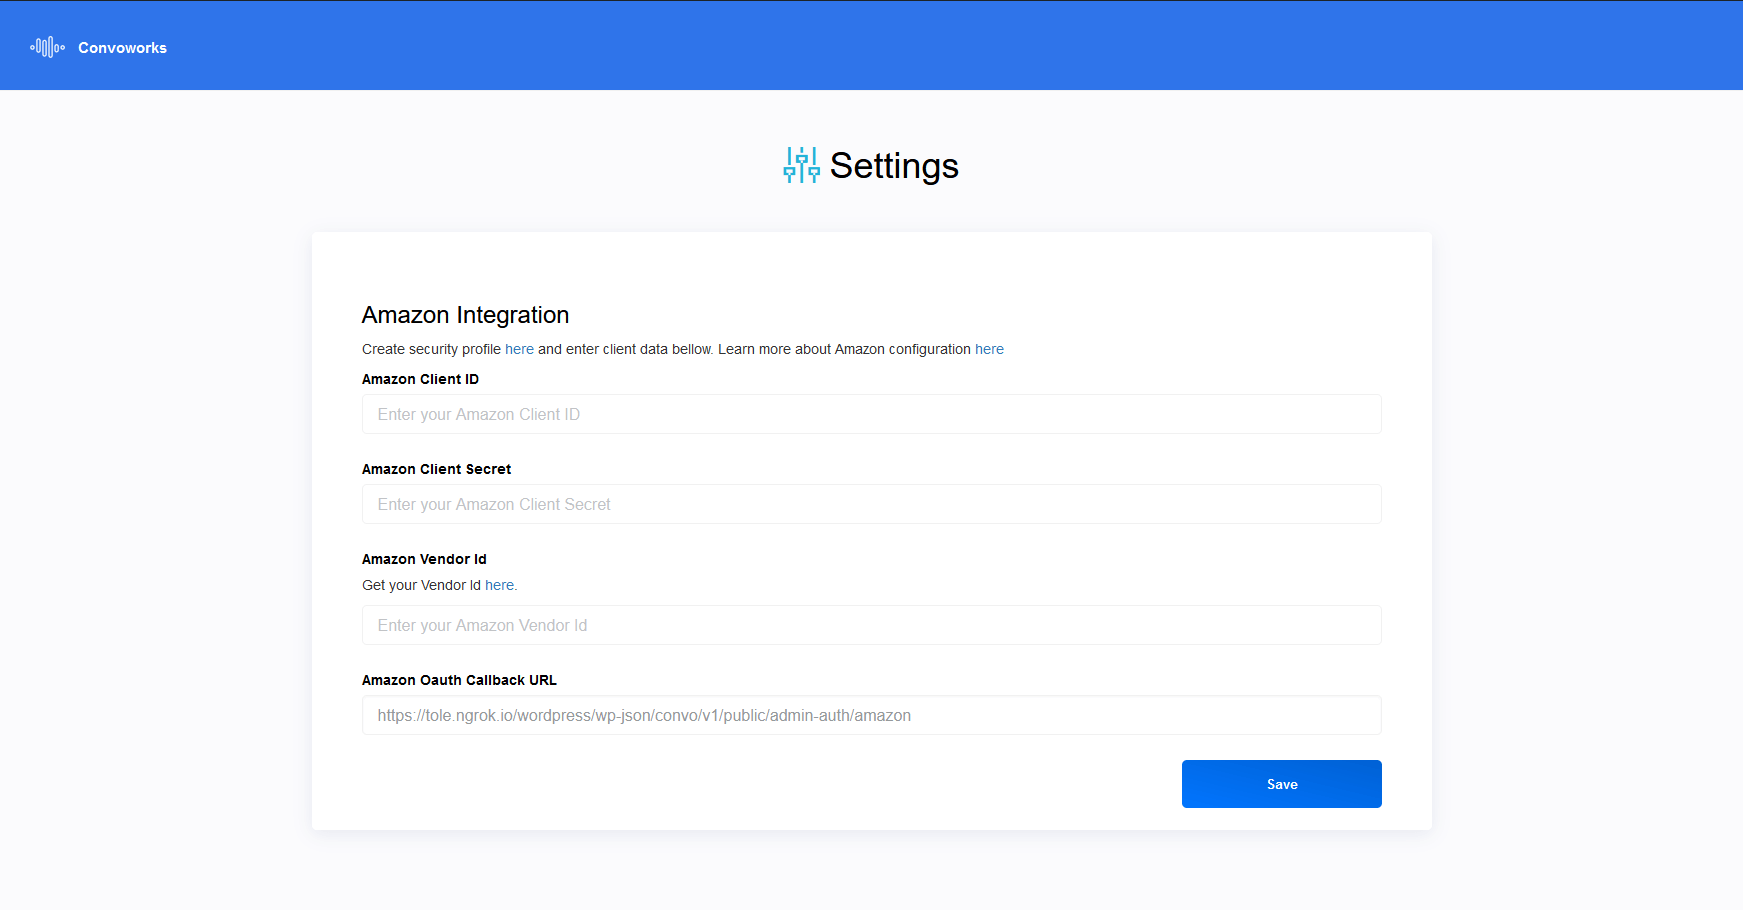 Convoworks
Settings
Amazon Integration
Create security profile here and enter client data bellow. Learn more about Amazon configuration here
Amazon Client ID
Enter your Amazon Client ID
Amazon Client Secret
Enter your Amazon Client Secret
Amazon Vendor Id
Get your Vendor Id here.
Enter your Amazon Vendor Id
Amazon Oauth Callback URL
https://tole.ngrok.io/wordpress/wp-json/convo/v1/public/admin-auth/amazon
Save